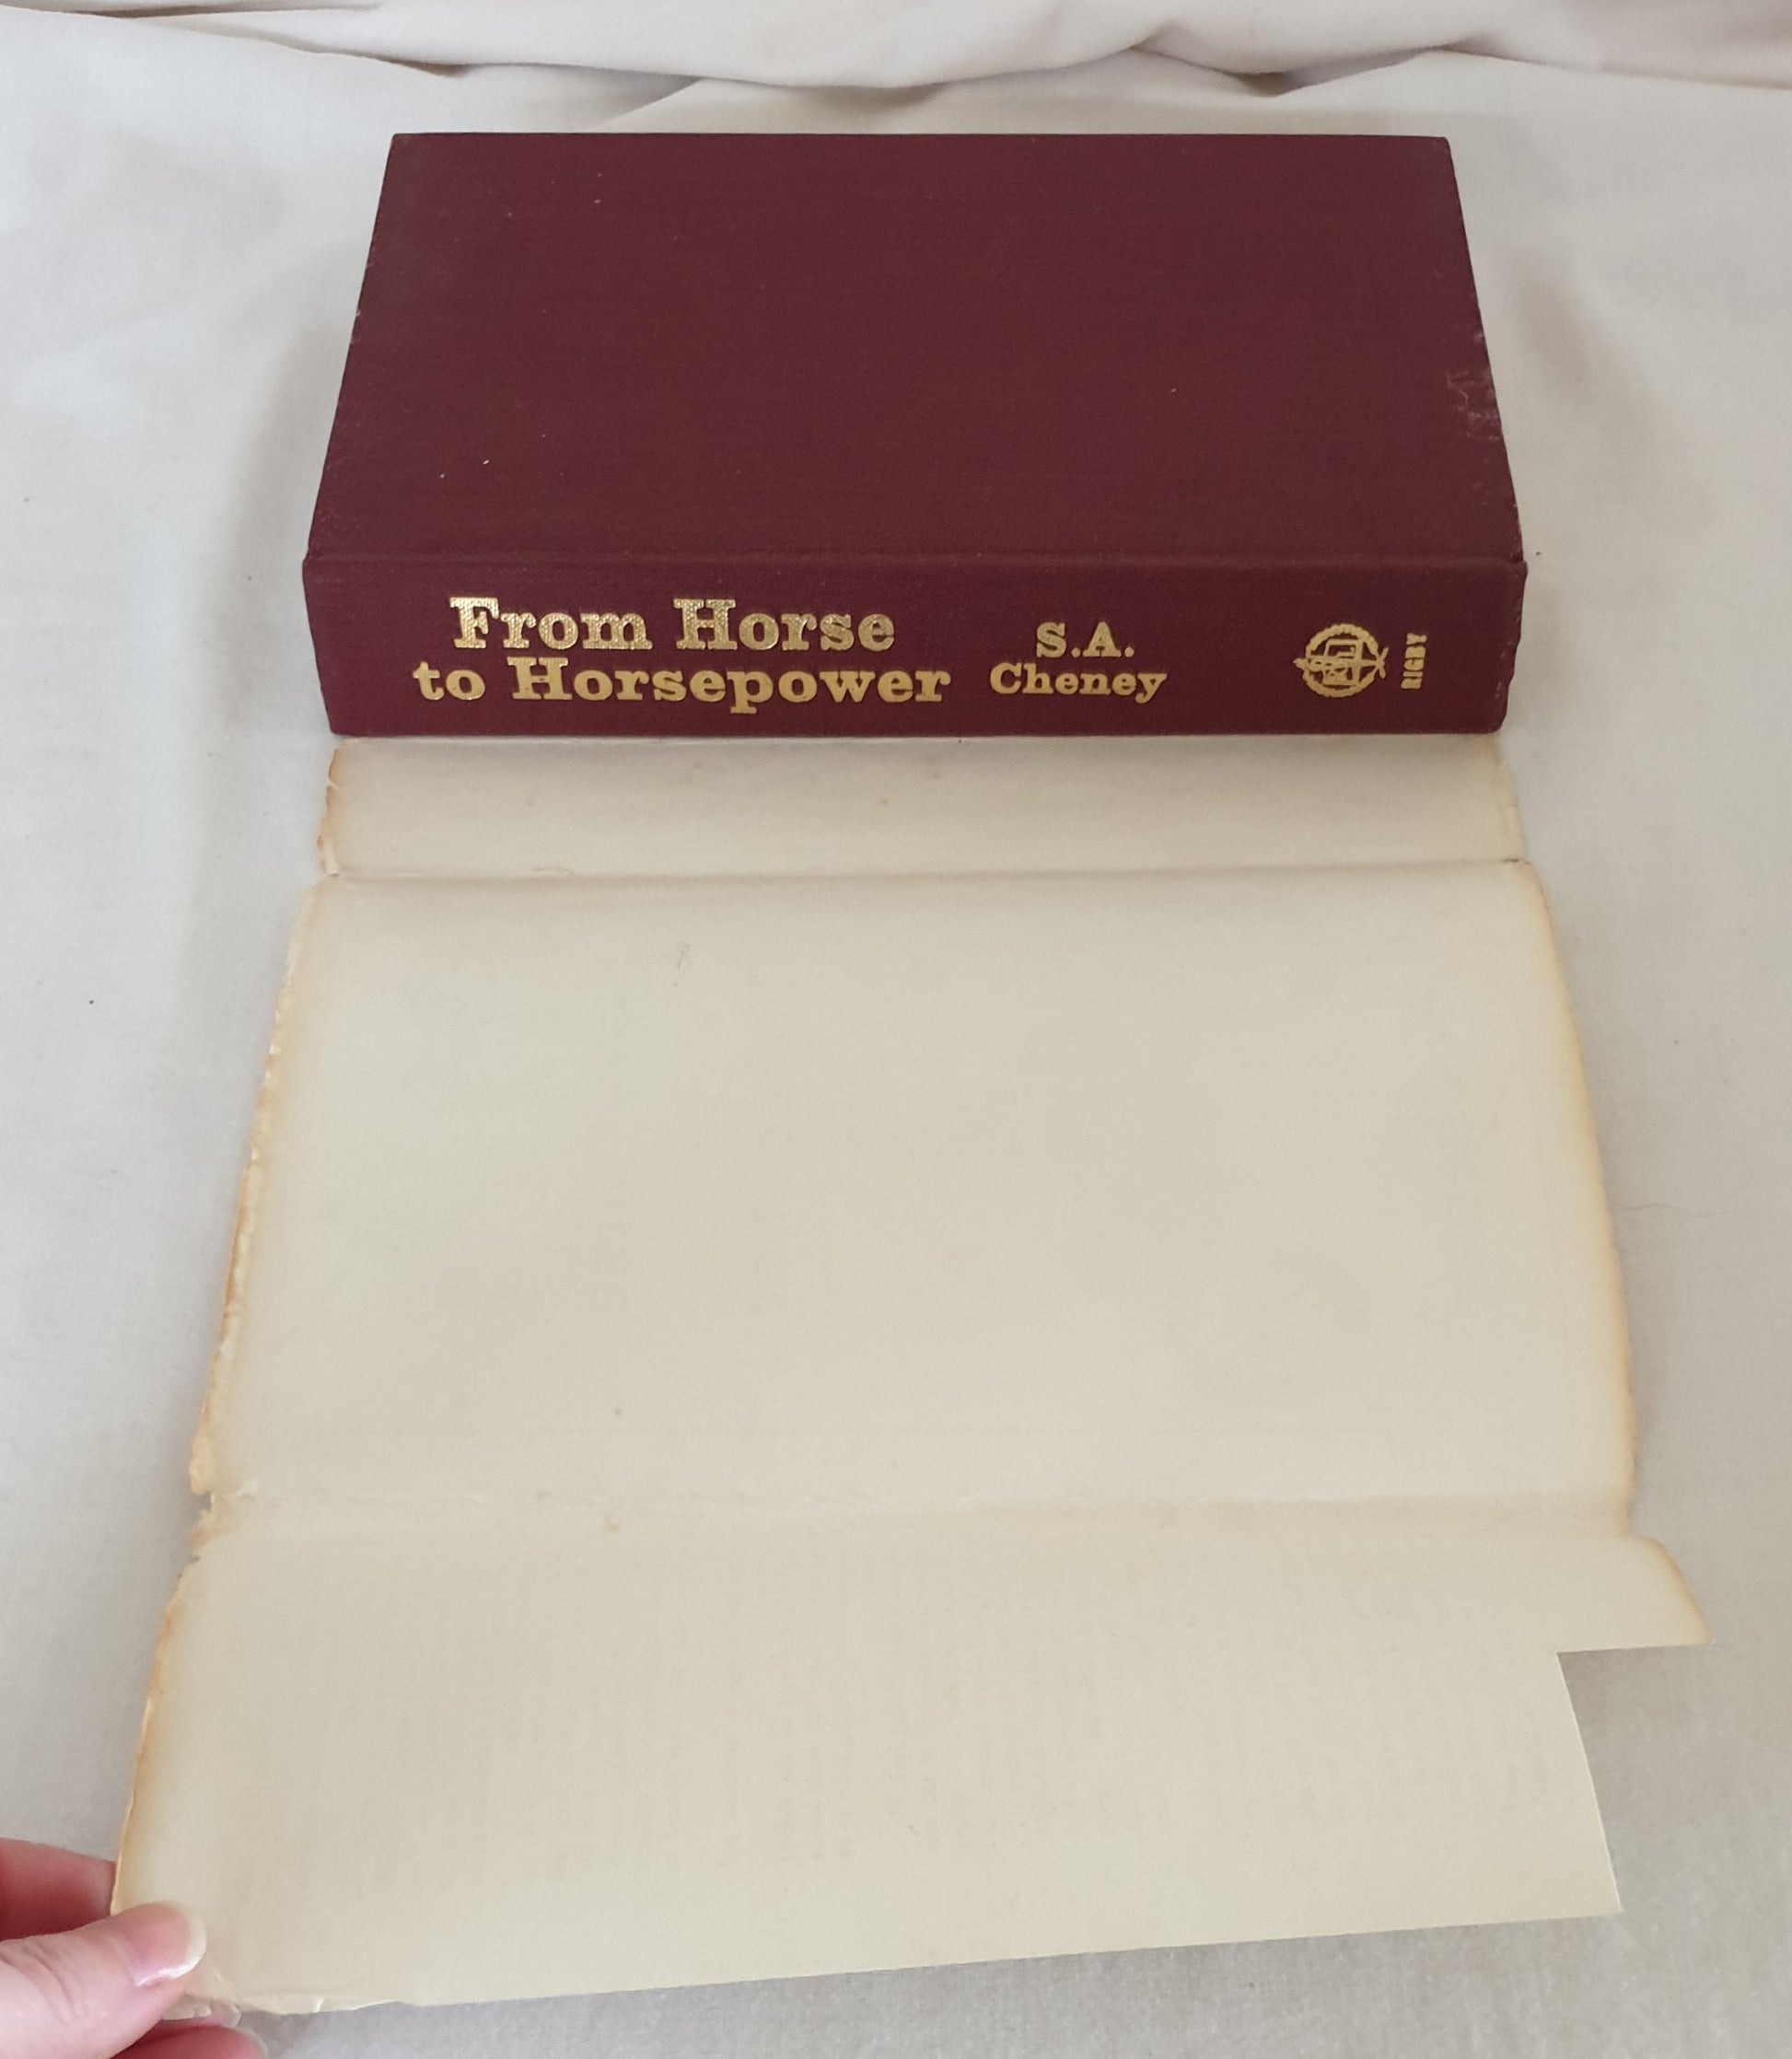 From Horse
to Horsepower
S.A.
Cheney
RIGBY